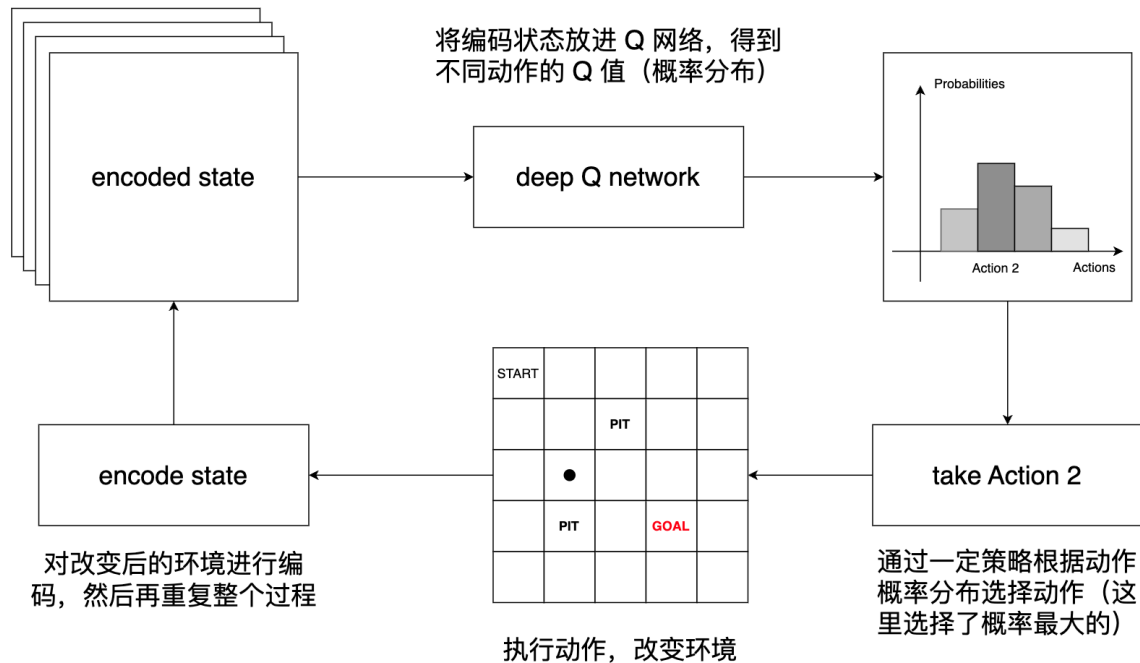 将编码状态放进 Q 网络，得到
不同动作的 Q 值（概率分布）
encoded state
deep Q network
Probabilities
Action 2
Actions
START
PIT
PIT
GOAL
encode state
take Action 2
对改变后的环境进行编
码，然后再重复整个过程
执行动作，改变环境
通过一定策略根据动作
概率分布选择动作（这
里选择了概率最大的）